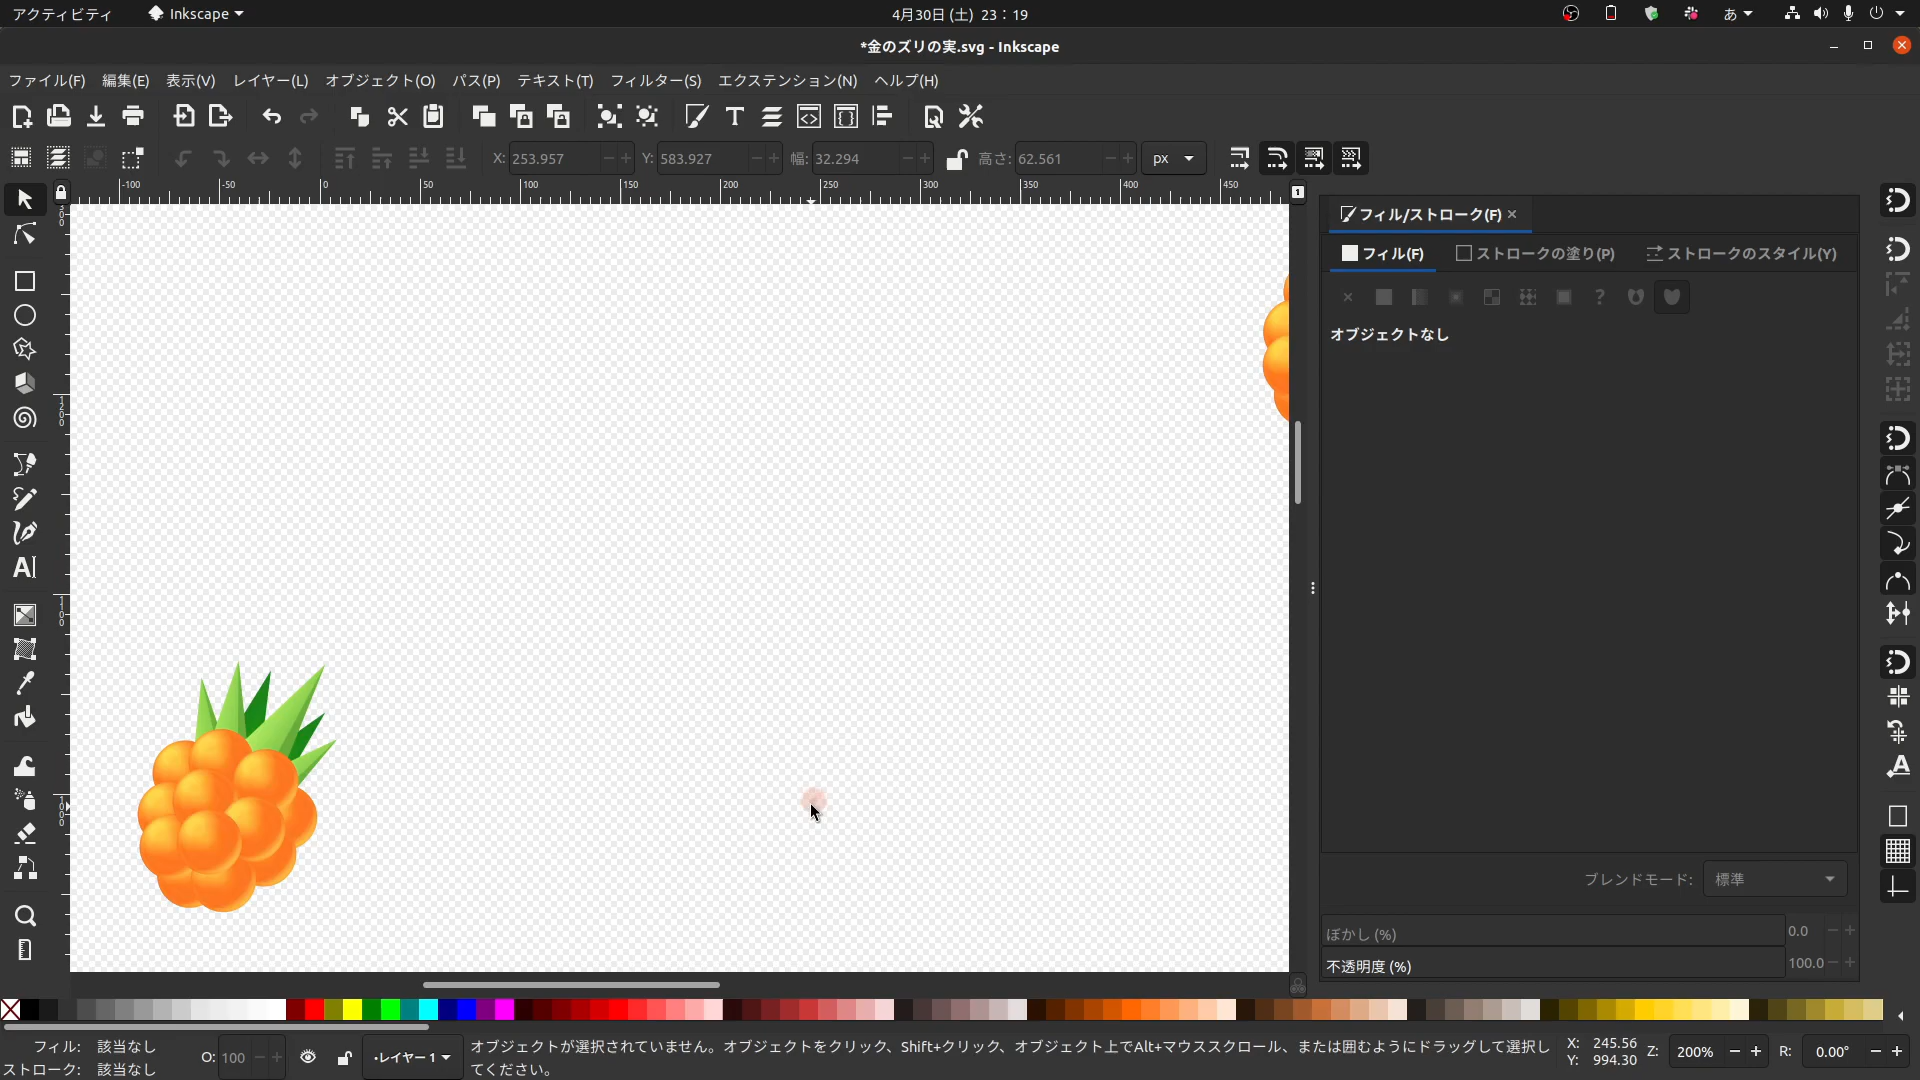 アクティビティ
Inkscape
4月30日 (土) 23：19
あ
*金のズリの実.svg - Inkscape
ファイル(F)
編集(E)
表示(V)
レイヤー(L)
オブジェクト(O)
パス(P)
テキスト(T)
フィルター(S)
エクステンション(N)
ヘルプ(H)
X: 253.957
Y: 583.927
幅: 32.294
高さ: 62.561
px
-100
-50
0
50
100
150
200
250
300
350
400
450
1
フィル/ストローク(F)
フィル(F)
ストロークの塗り(P)
ストロークのスタイル(Y)
?
オブジェクトなし
1200
1100
1000
ブレンドモード:
標準
ぼかし (%)
0.0
不透明度 (%)
100.0
フィル: 該当なし
ストローク: 該当なし
O: 100
•レイヤー 1
オブジェクトが選択されていません。オブジェクトをクリック、Shift+クリック、オブジェクト上でAlt+マウススクロール、または囲むようにドラッグして選択し
てください。
X: 245.56
Y: 994.30
Z: 200%
R: 0.00°